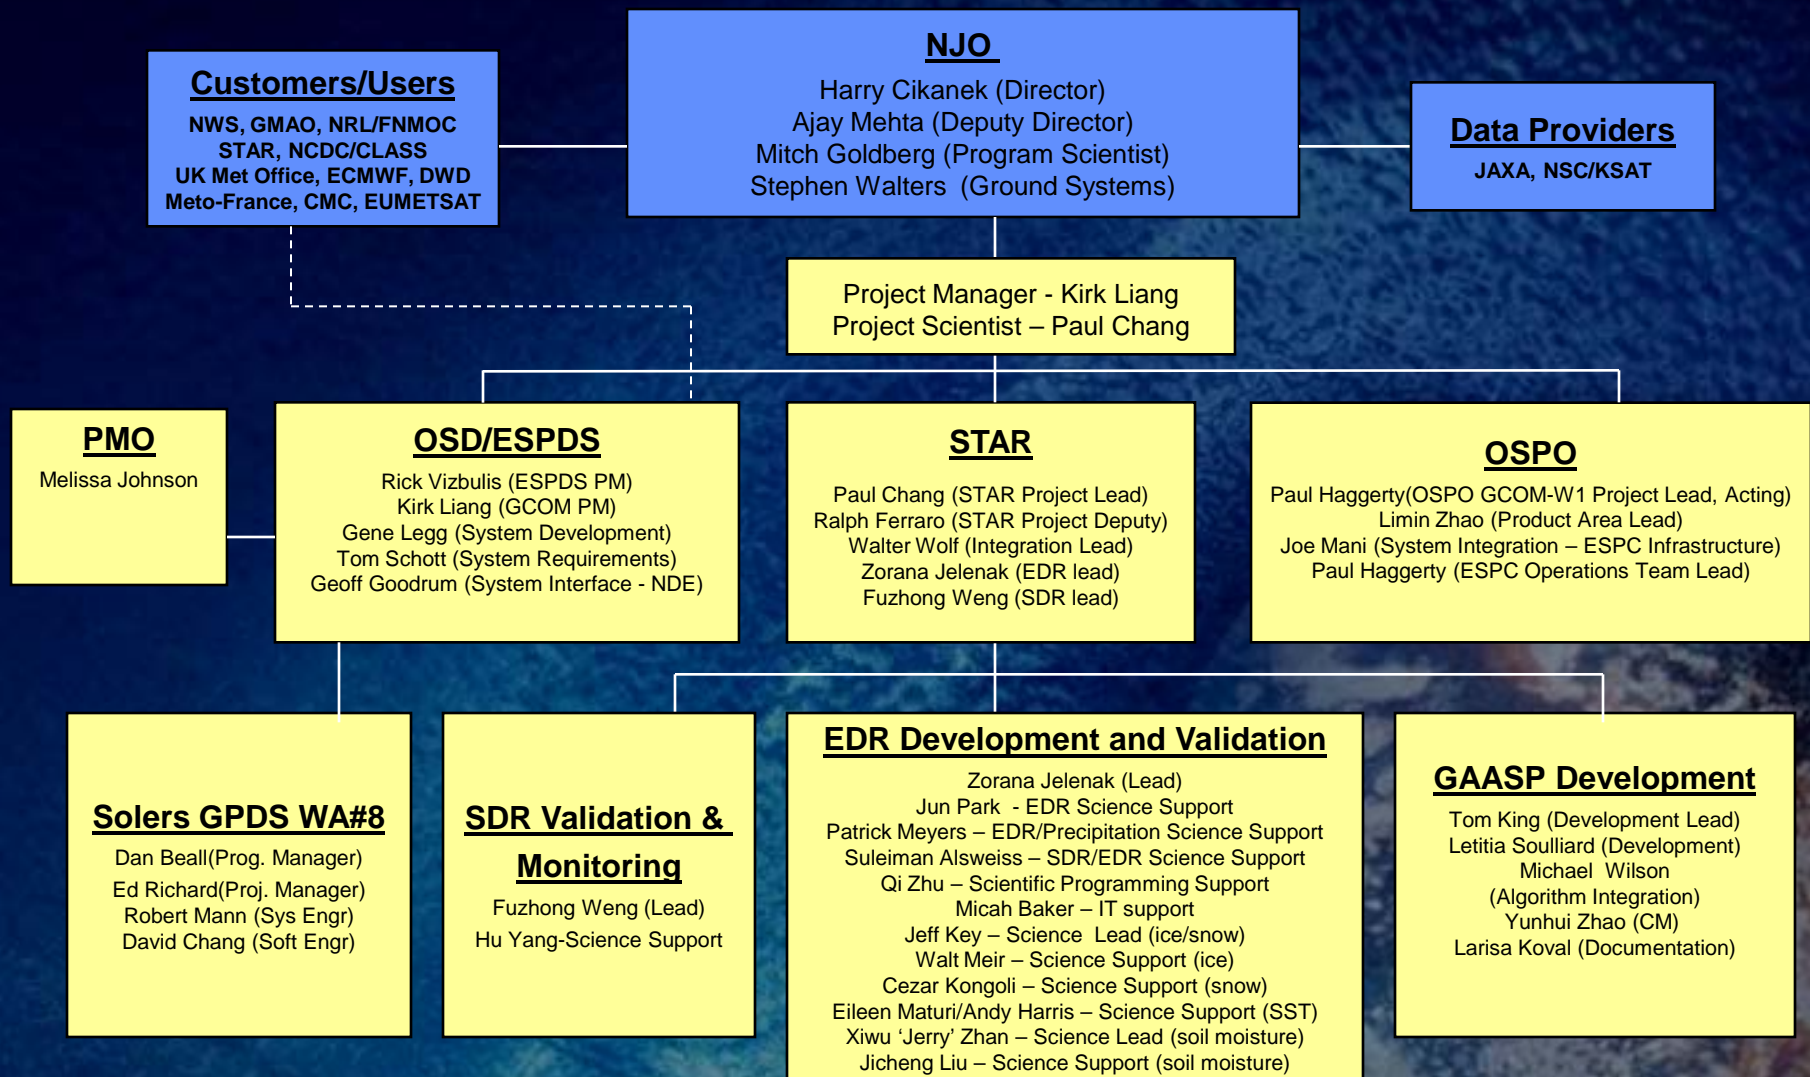 NJO
Harry Cikanek (Director)
Ajay Mehta (Deputy Director)
Mitch Goldberg (Program Scientist)
Stephen Walters (Ground Systems)
Customers/Users
NWS, GMAO, NRL/FNMOC
STAR, NCDC/CLASS
UK Met Office, ECMWF, DWD
Meto-France, CMC, EUMETSAT
Data Providers
JAXA, NSC/KSAT
Project Manager - Kirk Liang
Project Scientist – Paul Chang
PMO
Melissa Johnson
OSD/ESPDS
Rick Vizbulis (ESPDS PM)
Kirk Liang (GCOM PM)
Gene Legg (System Development)
Tom Schott (System Requirements)
Geoff Goodrum (System Interface - NDE)
STAR
Paul Chang (STAR Project Lead)
Ralph Ferraro (STAR Project Deputy)
Walter Wolf (Integration Lead)
Zorana Jelenak (EDR lead)
Fuzhong Weng (SDR lead)
OSPO
Paul Haggerty(OSPO GCOM-W1 Project Lead, Acting)
Limin Zhao (Product Area Lead)
Joe Mani (System Integration – ESPC Infrastructure)
Paul Haggerty (ESPC Operations Team Lead)
Solers GPDS WA#8
Dan Beall(Prog. Manager)
Ed Richard(Proj. Manager)
Robert Mann (Sys Engr)
David Chang (Soft Engr)
SDR Validation &
Monitoring
Fuzhong Weng (Lead)
Hu Yang-Science Support
EDR Development and Validation
Zorana Jelenak (Lead)
Jun Park - EDR Science Support
Patrick Meyers – EDR/Precipitation Science Support
Suleiman Alsweiss – SDR/EDR Science Support
Qi Zhu – Scientific Programming Support
Micah Baker – IT support
Jeff Key – Science Lead (ice/snow)
Walt Meir – Science Support (ice)
Cezar Kongoli – Science Support (snow)
Eileen Maturi/Andy Harris – Science Support (SST)
Xiwu ‘Jerry’ Zhan – Science Lead (soil moisture)
Jicheng Liu – Science Support (soil moisture)
GAASP Development
Tom King (Development Lead)
Letitia Soulliard (Development)
Michael Wilson
(Algorithm Integration)
Yunhui Zhao (CM)
Larisa Koval (Documentation)